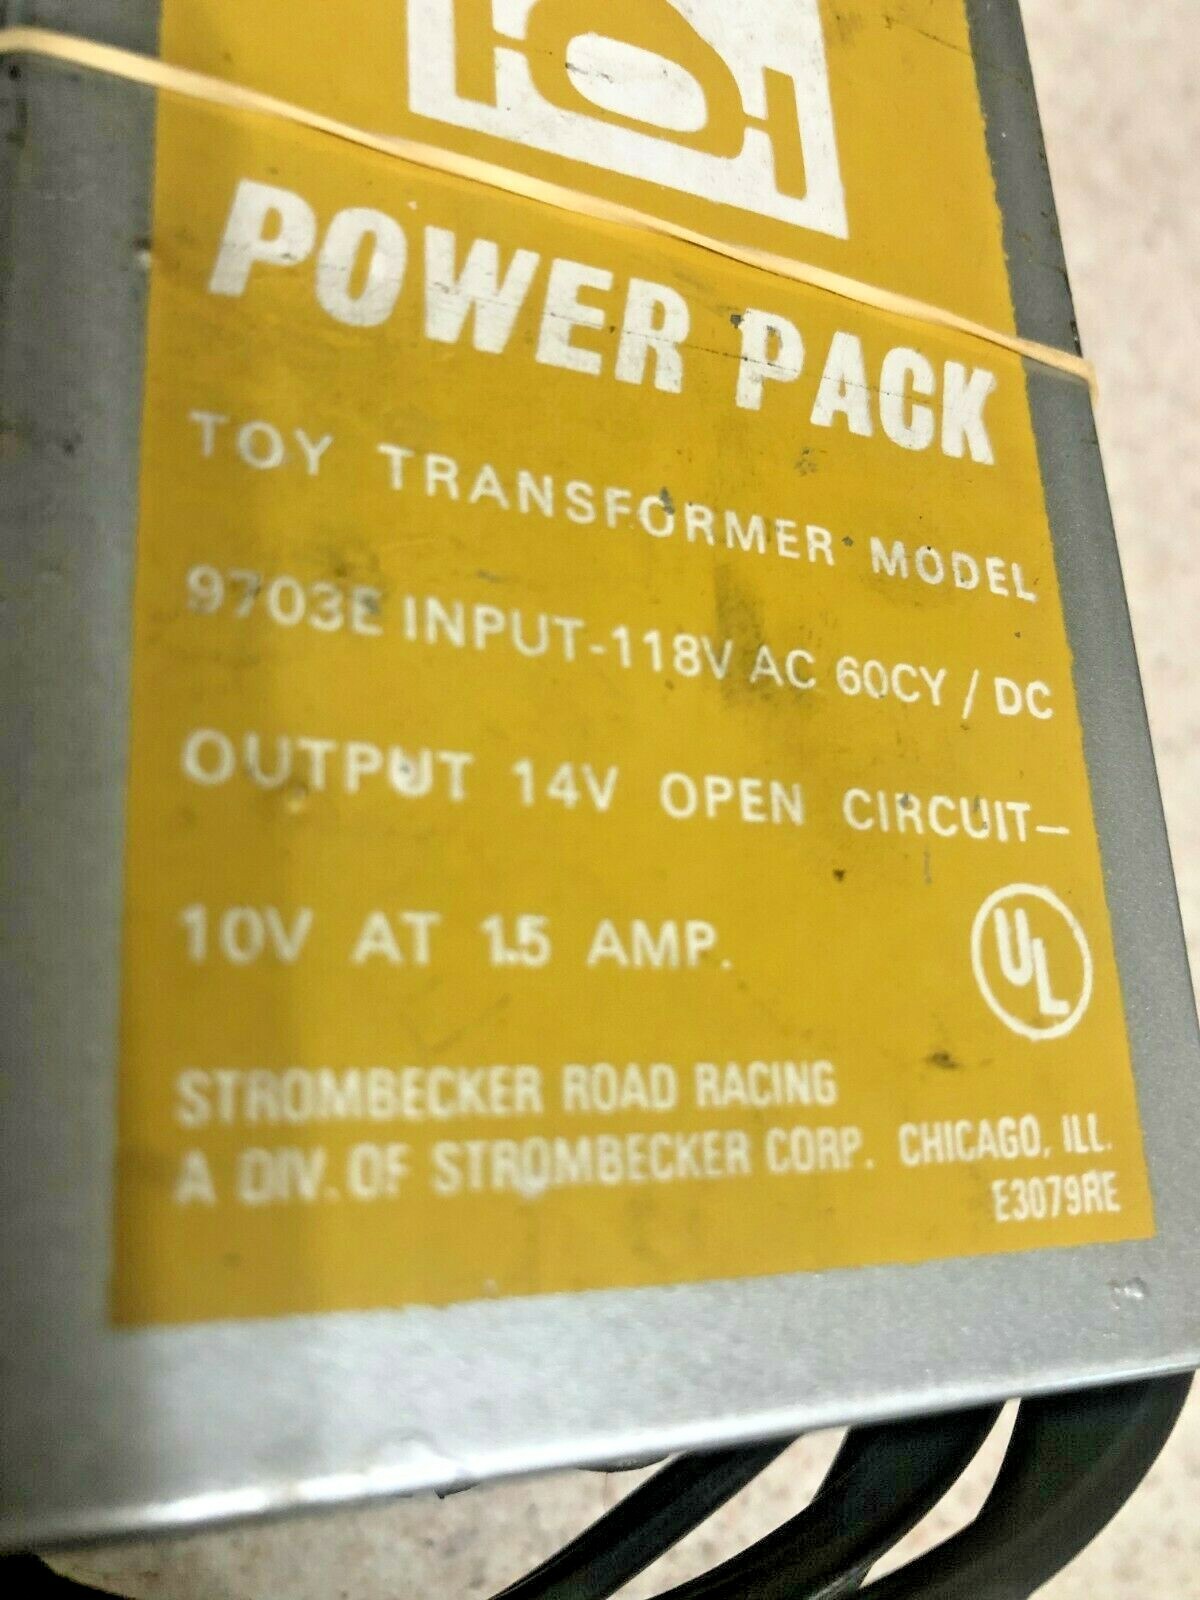 POWER PACK
TOY TRANSFORMER MODEL
9703E INPUT-118V AC 60CY / DC
OUTPUT 14V OPEN CIRCUIT—
10V AT 1.5 AMP.
UL
STROMBECKER ROAD RACING
A DIV. OF STROMBECKER CORP. CHICAGO, ILL.
E3079RE